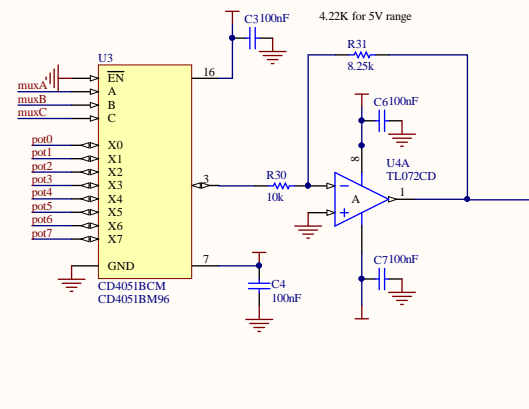 4.22K for 5V range
C3 100nF
U3
16
EN
muxA A
muxB B
muxC C
pot0 X0
pot1 X1
pot2 X2
pot3 X3
pot4 X4
pot5 X5
pot6 X6
pot7 X7
3
GND
7
CD4051BCM
CD4051BM96
C4
100nF
R30
10k
R31
8.25k
C6 100nF
8
U4A
TL072CD
A
1
C7 100nF